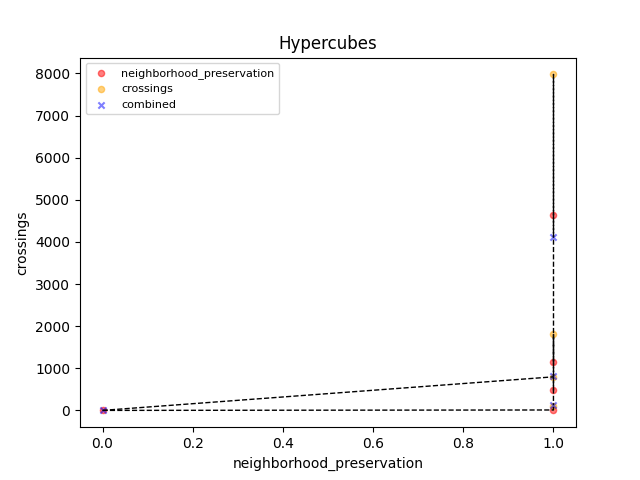 Hypercubes
neighborhood_preservation
crossings
combined
8000
7000
6000
5000
4000
3000
2000
1000
0
crossings
0.0 0.2 0.4 0.6 0.8 1.0
neighborhood_preservation